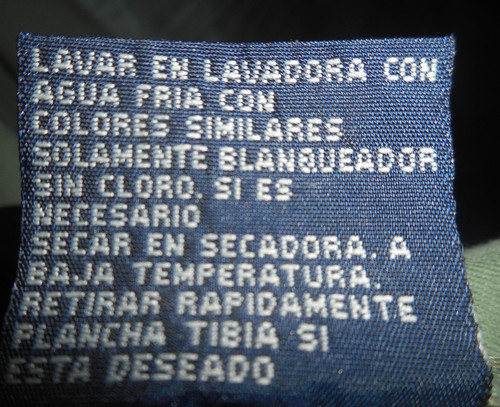 LAVAR EN LAVADORA CON
AGUA FRIA CON
COLORES SIMILARES
SOLAMENTE BLANQUEADOR
SIN CLORO, SI ES
NECESARIO
SECAR EN SECADORA, A
BAJA TEMPERATURA,
RETIRAR RAPIDAMENTE
PLANCHA TIBIA SI
ESTA DESEADO